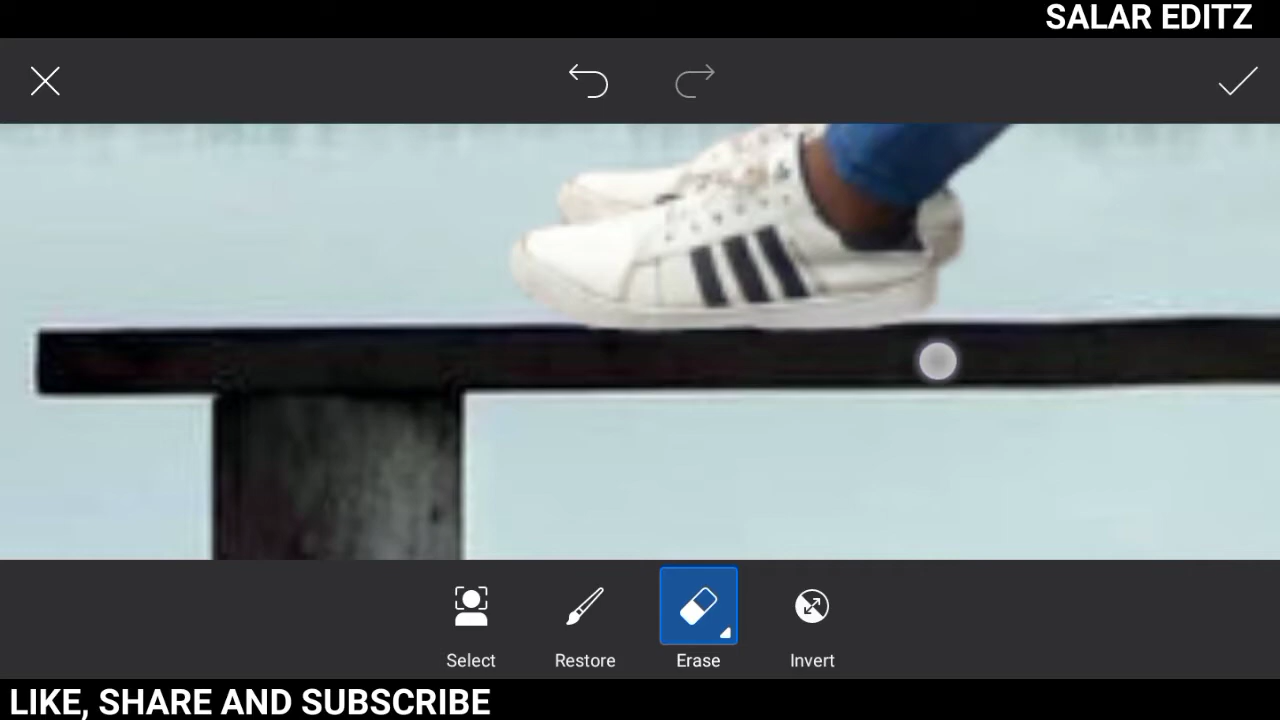 SALAR EDITZ
Select
Restore
Erase
Invert
LIKE, SHARE AND SUBSCRIBE